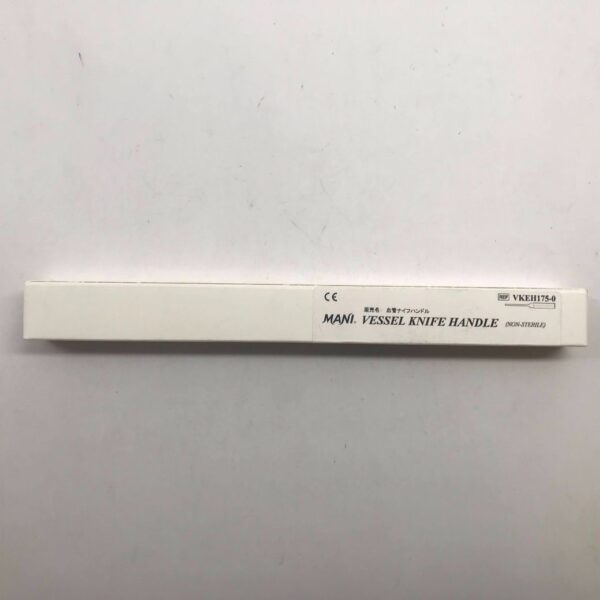 CE
REF VKEH175-0
販売名: 血管ナイフハンドル
MANI® VESSEL KNIFE HANDLE (NON-STERILE)